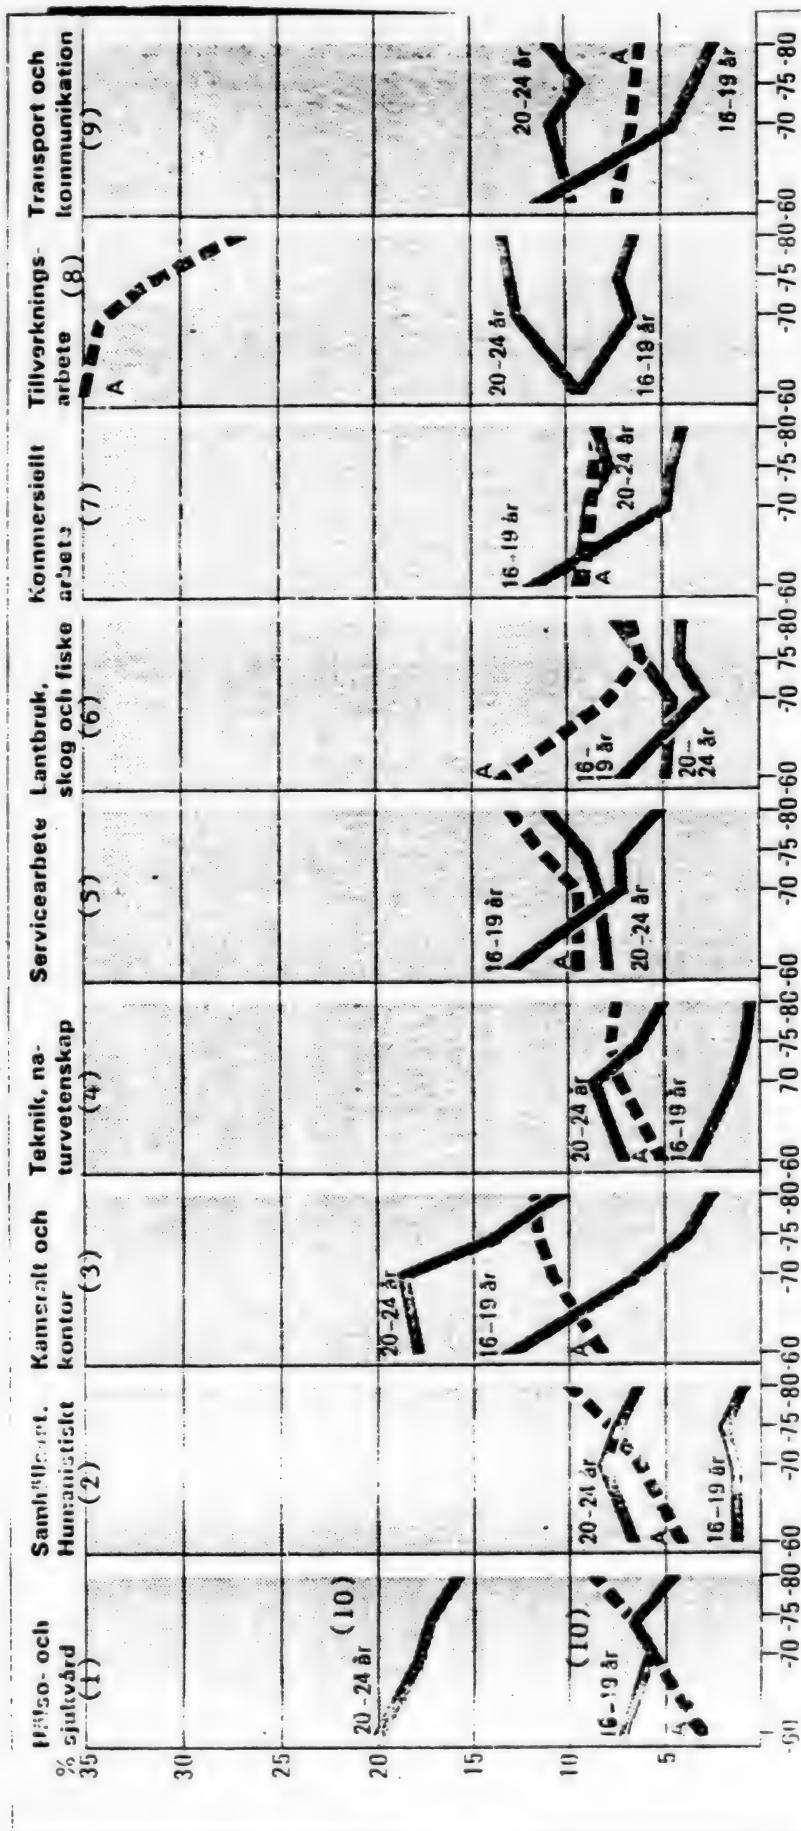 Hälso- och
sjukvård
(1)
Samhällsvet.
Humanistiskt
(2)
Kameralt och
kontor
(3)
Teknik, na-
turvetenskap
(4)
Servicearbete
(5)
Lantbruk,
skog och fiske
(6)
Kommersiellt
arbete
(7)
Tillverknings-
arbete (8)
Transport och
kommunikation
(9)
%
35
30
25
20
15
10
5
20-24 år
(10)
16-19 år
(10)
A
20-24 år
A
16-19 år
20-24 år
16-19 år
A
20-24 år
A
16-19 år
16-19 år
A
20-24 år
A
16-
19 år
20-
24 år
16-19 år
A
20-24 år
A
20-24 år
16-19 år
20-24 år
A
16-19 år
-60 -70 -75 -80
-60 -70 -75 -80
-60 -70 -75 -80
-60 70 -75 -80
-60 -70 -75 -80
-60 -70 -75 -80
-60 -70 -75 -80
-60 -70 -75 -80
-60 -70 -75 -80